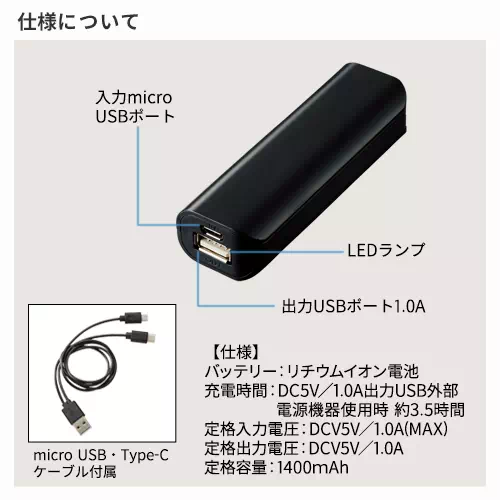 仕様について
入力micro
USBポート
LEDランプ
出力USBポート1.0A
micro USB・Type-C
ケーブル付属
【仕様】
バッテリー：リチウムイオン電池
充電時間：DC5V／1.0A出力USB外部
電源機器使用時 約3.5時間
定格入力電圧：DCV5V／1.0A(MAX)
定格出力電圧：DCV5V／1.0A
定格容量：1400mAh